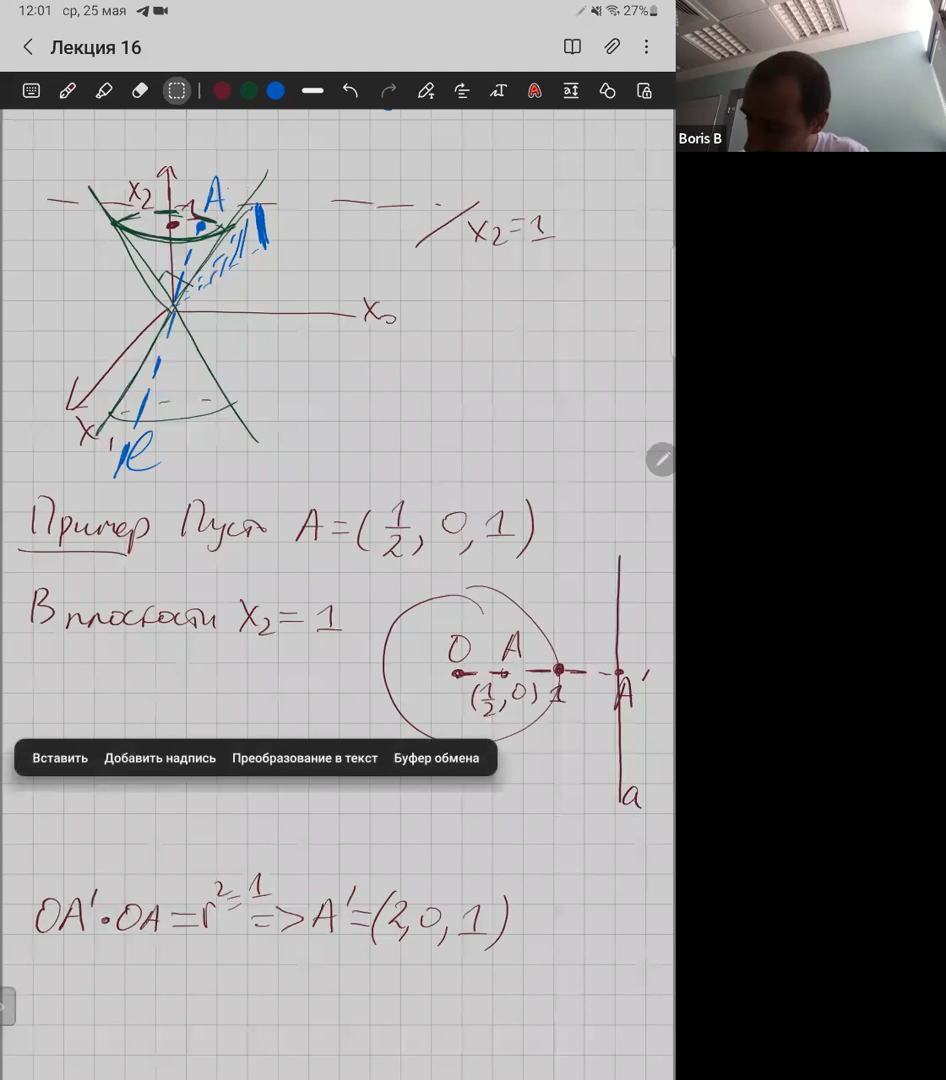 12:01 ср, 25 мая
27%
Лекция 16
Boris B
x₂
1
A
x₂=1
x₀
x₁
ℓ
Пример Пусть A=(1/2, 0, 1)
В плоскости x₂=1
O A
(1/2, 0) 1 A'
Вставить Добавить надпись Преобразование в текст Буфер обмена
a
OA'·OA=r²=1 => A'=(2,0,1)